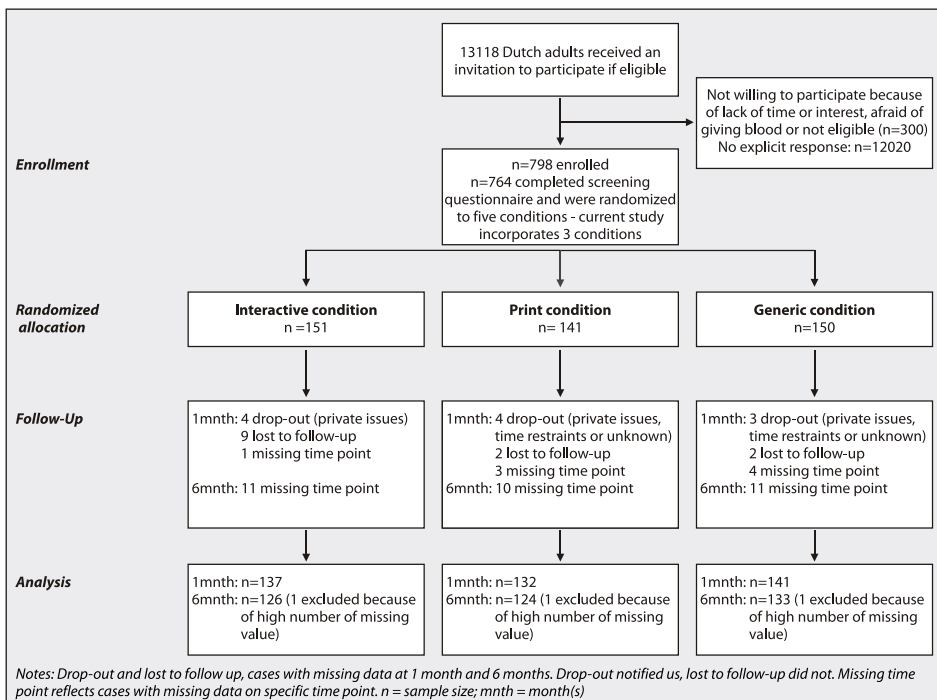 13118 Dutch adults received an
invitation to participate if eligible
Not willing to participate because
of lack of time or interest, afraid of
giving blood or not eligible (n=300)
No explicit response: n=12020
Enrollment
n=798 enrolled
n=764 completed screening
questionnaire and were randomized
to five conditions - current study
incorporates 3 conditions
Randomized
allocation
Interactive condition
n =151
Print condition
n= 141
Generic condition
n=150
Follow-Up
1mnth: 4 drop-out (private issues)
9 lost to follow-up
1 missing time point
6mnth: 11 missing time point
1mnth: 4 drop-out (private issues,
time restraints or unknown)
2 lost to follow-up
3 missing time point
6mnth: 10 missing time point
1mnth: 3 drop-out (private issues,
time restraints or unknown)
2 lost to follow-up
4 missing time point
6mnth: 11 missing time point
Analysis
1mnth: n=137
6mnth: n=126 (1 excluded because
of high number of missing
value)
1mnth: n=132
6mnth: n=124 (1 excluded because
of high number of missing
value)
1mnth: n=141
6mnth: n=133 (1 excluded because
of high number of missing
value)
Notes: Drop-out and lost to follow up, cases with missing data at 1 month and 6 months. Drop-out notified us, lost to follow-up did not. Missing time
point reflects cases with missing data on specific time point. n = sample size; mnth = month(s)